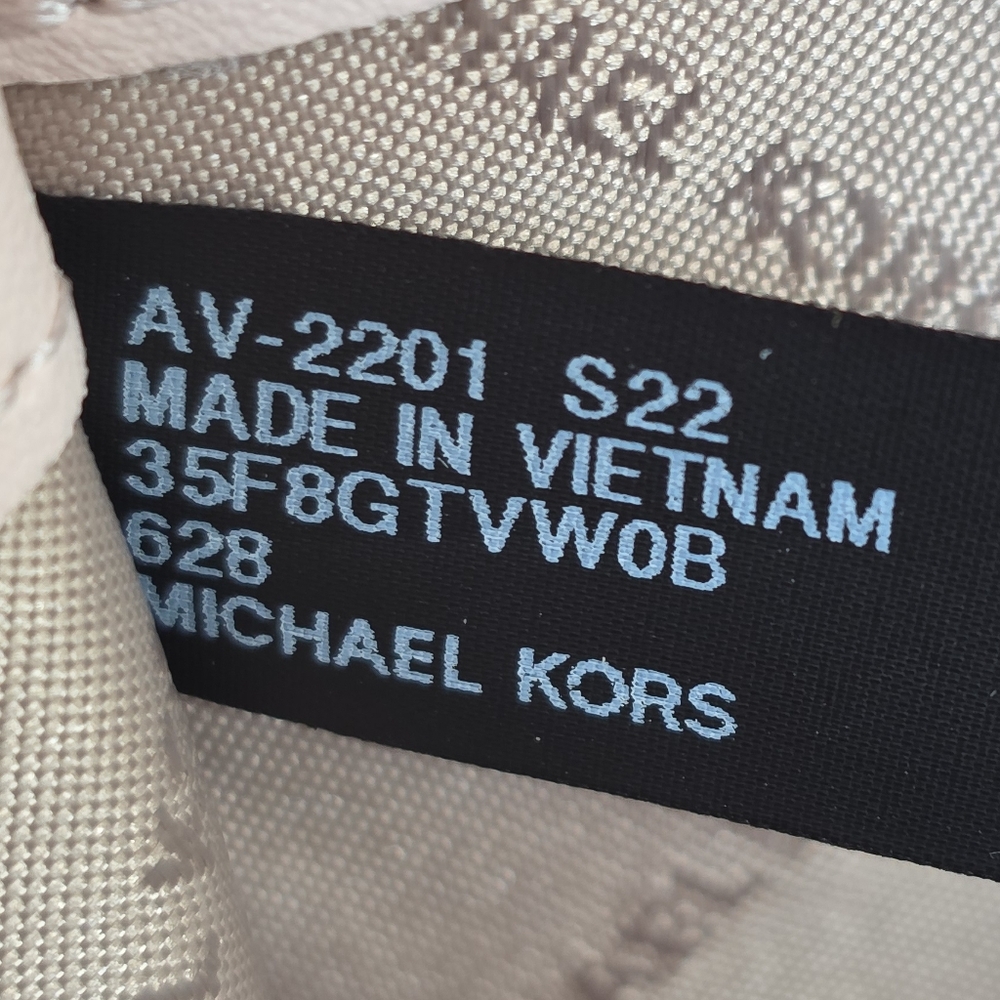 AV-2201 S22
MADE IN VIETNAM
35F8GTVW0B
628
MICHAEL KORS